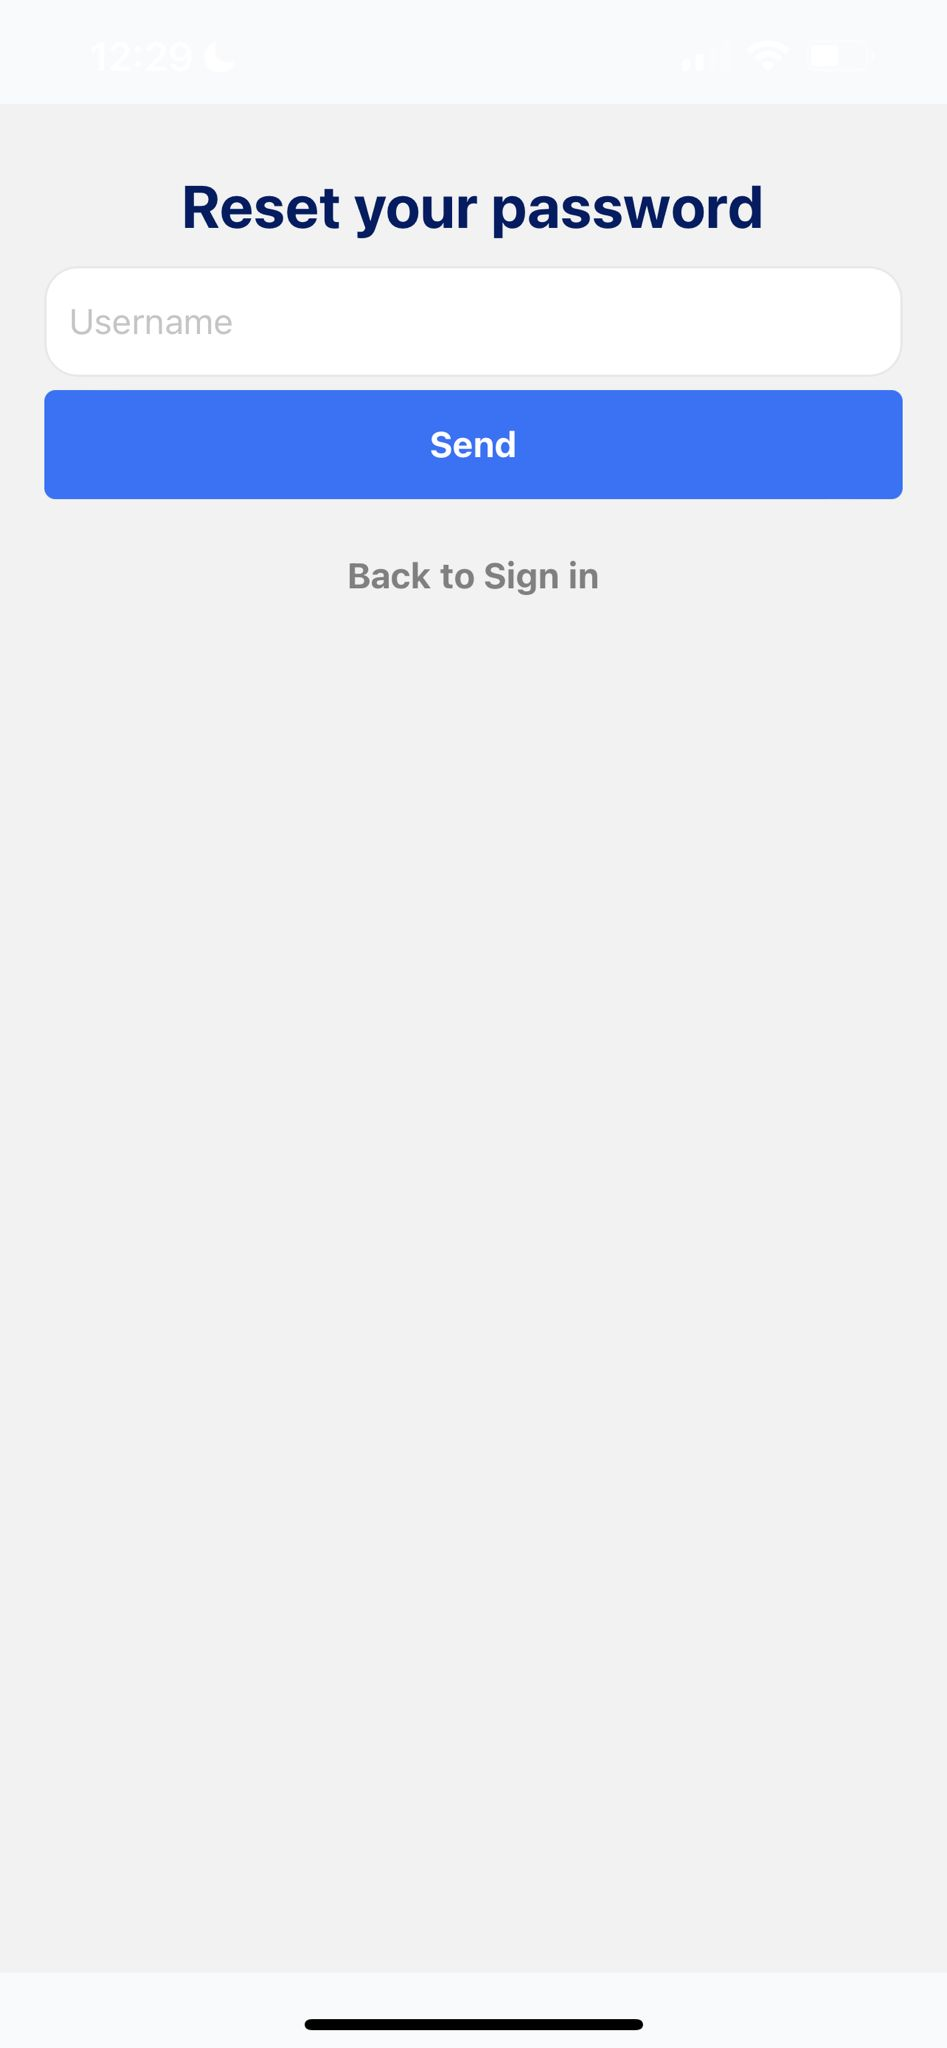 12:29
Reset your password
Username
Send
Back to Sign in